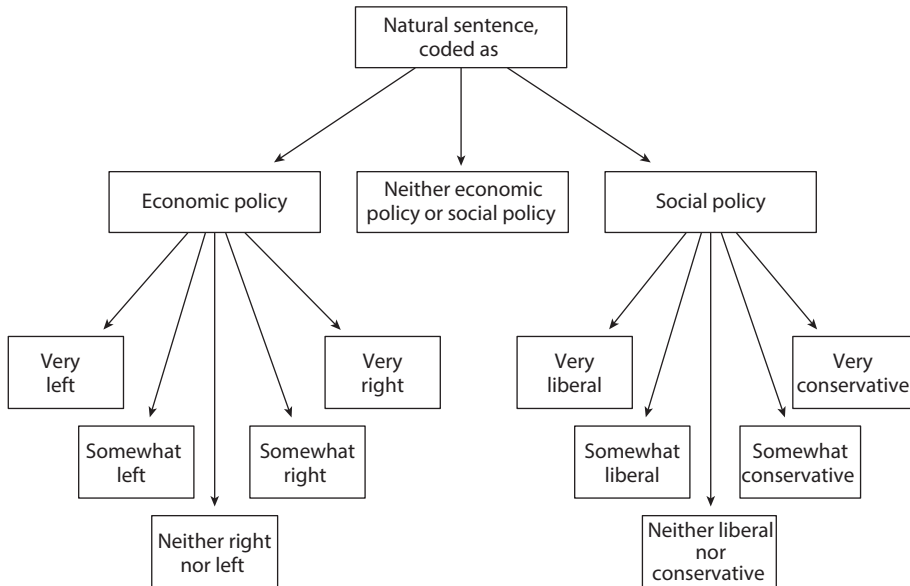 Natural sentence,
coded as
Economic policy
Neither economic
policy or social policy
Social policy
Very
left
Very
right
Very
liberal
Very
conservative
Somewhat
left
Somewhat
right
Somewhat
liberal
Somewhat
conservative
Neither right
nor left
Neither liberal
nor
conservative